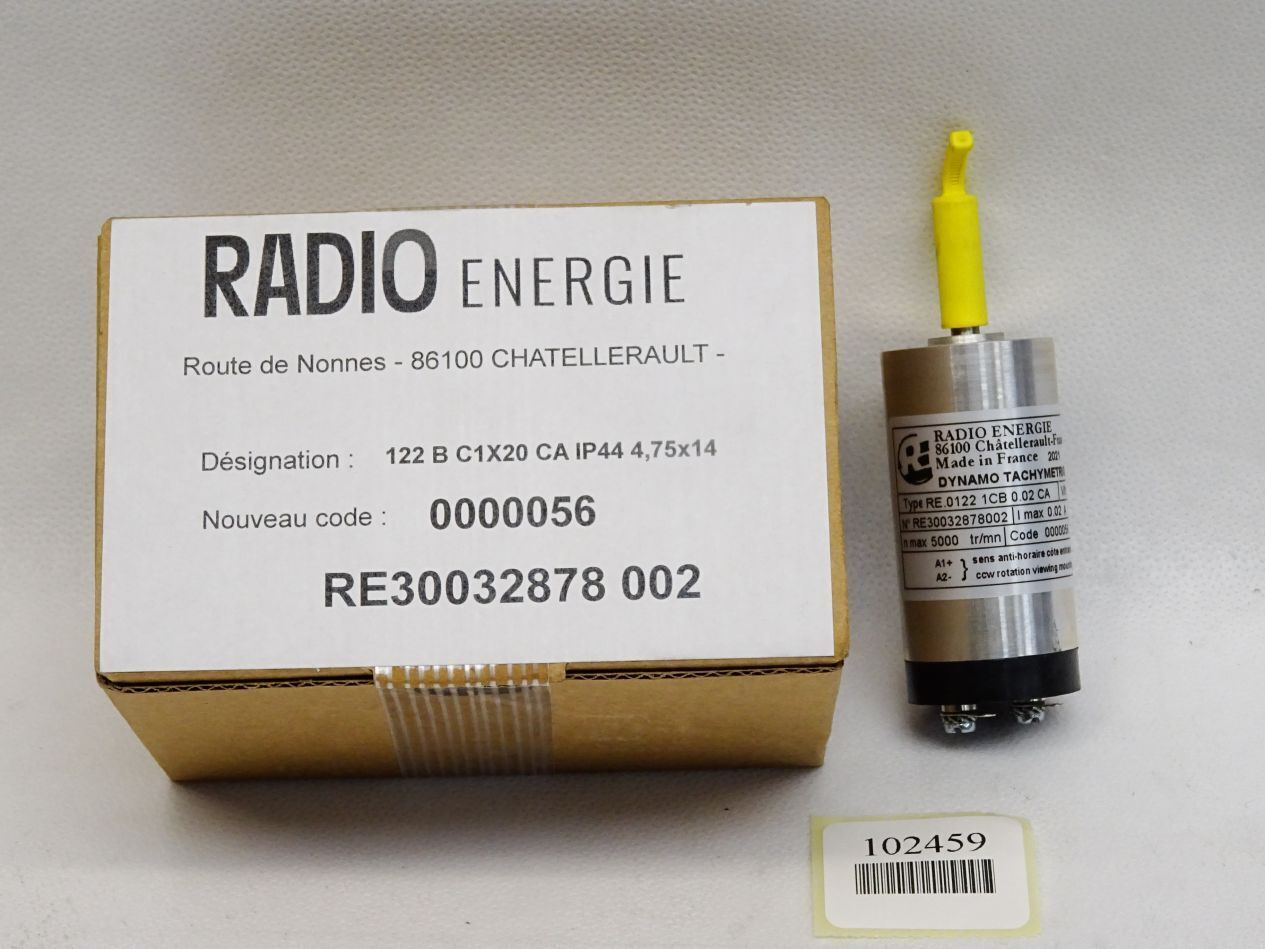 RADIO ENERGIE
Route de Nonnes - 86100 CHATELLERAULT -
Désignation : 122 B C1X20 CA IP44 4,75x14
Nouveau code : 0000056
RE30032878 002
RE
RADIO ENERGIE
86100 Châtellerault-
Made in France 2021
DYNAMO
Type RE.0122 1CB 0.02 CA
N° RE30032878002 I max 0.02 A
n max 5000 tr/mn Code
A1+ sens anti-horaire côté
A2- ccw rotation viewing
102459